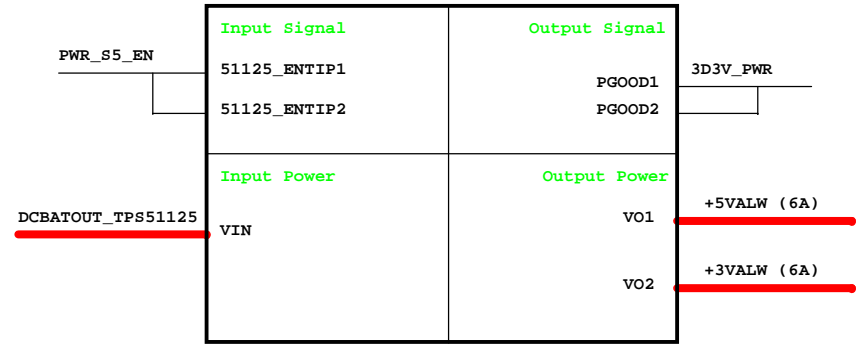 Input Signal
Output Signal
PWR_S5_EN
51125_ENTIP1
3D3V_PWR
PGOOD1
51125_ENTIP2
PGOOD2
Input Power
Output Power
DCBATOUT_TPS51125
VIN
+5VALW (6A)
VO1
+3VALW (6A)
VO2